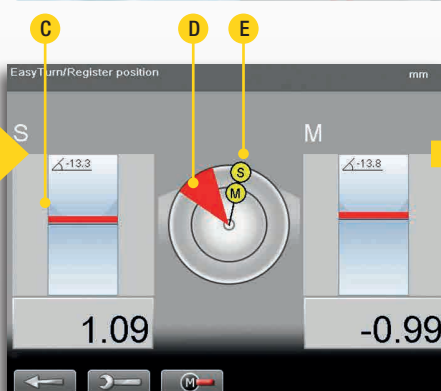 C D E
EasyTurn/Register position mm
S M
-13.3 S -13.8
M
1.09 -0.99
M